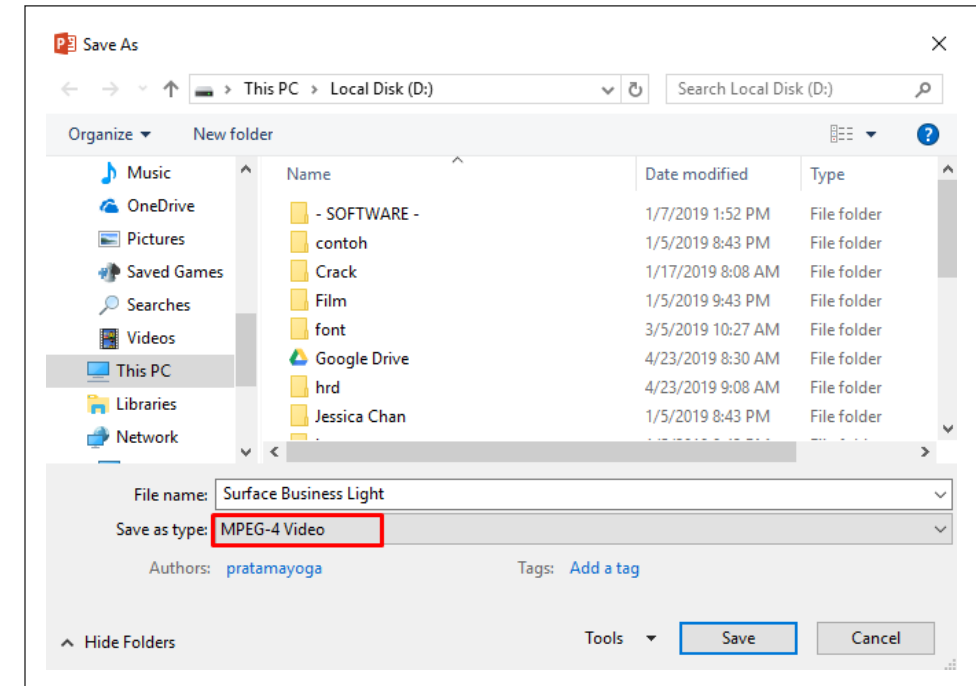 Save As
This PC > Local Disk (D:)
Search Local Disk (D:)
Organize
New folder
Music
OneDrive
Pictures
Saved Games
Searches
Videos
This PC
Libraries
Network
Name Date modified Type
- SOFTWARE - 1/7/2019 1:52 PM File folder
contoh 1/5/2019 8:43 PM File folder
Crack 1/17/2019 8:08 AM File folder
Film 1/5/2019 9:43 PM File folder
font 3/5/2019 10:27 AM File folder
Google Drive 4/23/2019 8:30 AM File folder
hrd 4/23/2019 9:08 AM File folder
Jessica Chan 1/5/2019 8:43 PM File folder
File name: Surface Business Light
Save as type: MPEG-4 Video
Authors: pratamayoga Tags: Add a tag
Hide Folders Tools Save Cancel